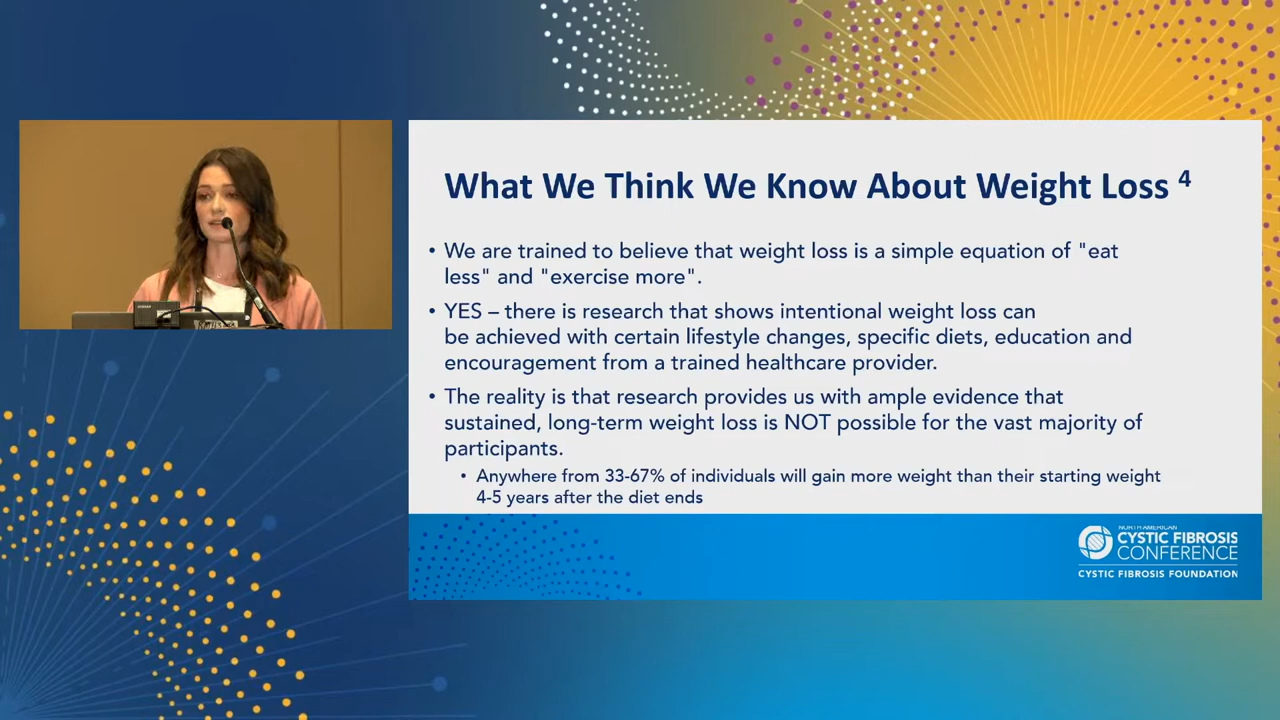 What We Think We Know About Weight Loss 4
• We are trained to believe that weight loss is a simple equation of "eat
less" and "exercise more".
• YES – there is research that shows intentional weight loss can
be achieved with certain lifestyle changes, specific diets, education and
encouragement from a trained healthcare provider.
• The reality is that research provides us with ample evidence that
sustained, long-term weight loss is NOT possible for the vast majority of
participants.
• Anywhere from 33-67% of individuals will gain more weight than their starting weight
4-5 years after the diet ends
NORTH AMERICAN
CYSTIC FIBROSIS
CONFERENCE
CYSTIC FIBROSIS FOUNDATION